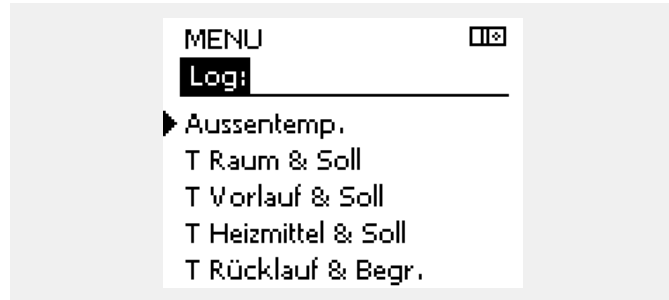 MENU
Log:
Aussentemp.
T Raum & Soll
T Vorlauf & Soll
T Heizmittel & Soll
T Rücklauf & Begr.